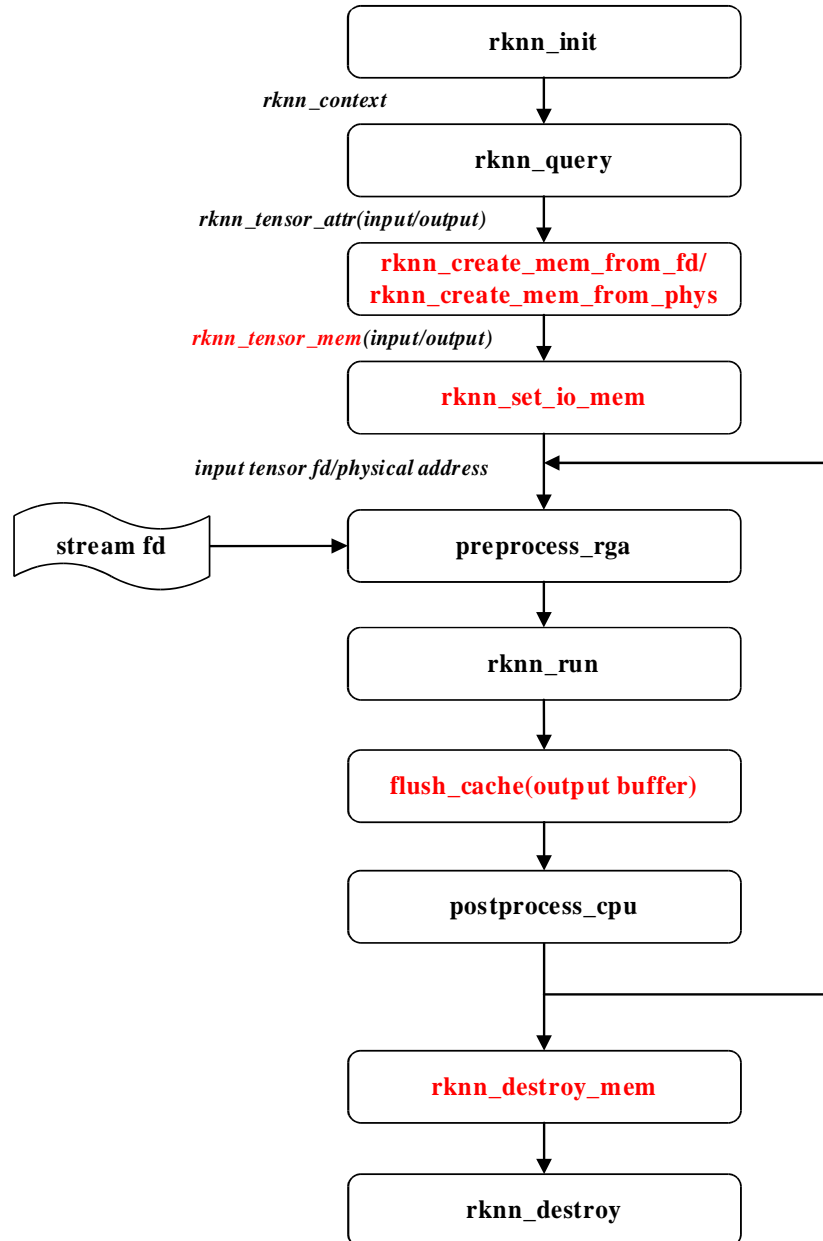 rknn_init
rknn_context
rknn_query
rknn_tensor_attr(input/output)
rknn_create_mem_from_fd/
rknn_create_mem_from_phys
rknn_tensor_mem(input/output)
rknn_set_io_mem
input tensor fd/physical address
stream fd
preprocess_rga
rknn_run
flush_cache(output buffer)
postprocess_cpu
rknn_destroy_mem
rknn_destroy